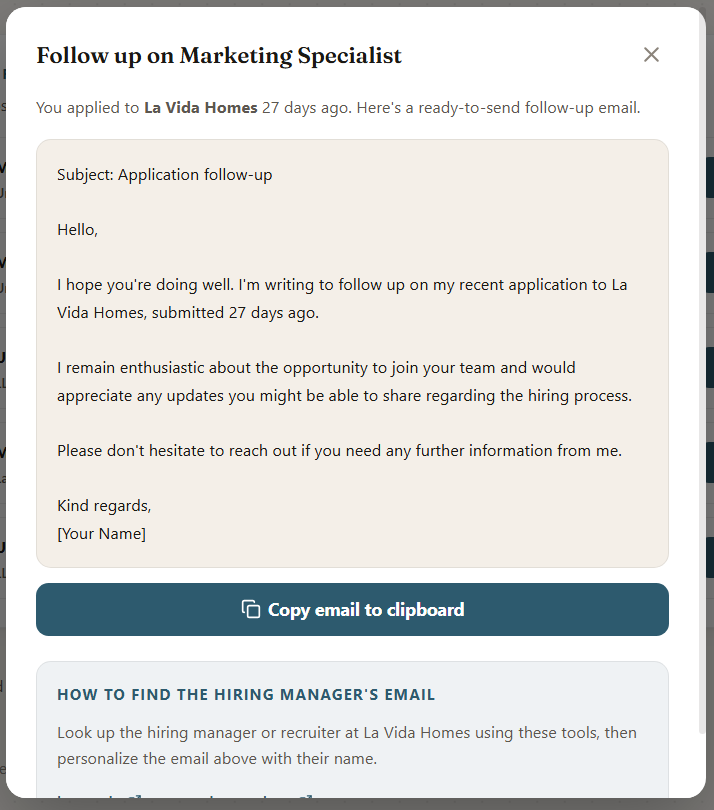 Follow up on Marketing Specialist
You applied to La Vida Homes 27 days ago. Here's a ready-to-send follow-up email.
Subject: Application follow-up
Hello,
I hope you're doing well. I'm writing to follow up on my recent application to La
Vida Homes, submitted 27 days ago.
I remain enthusiastic about the opportunity to join your team and would
appreciate any updates you might be able to share regarding the hiring process.
Please don't hesitate to reach out if you need any further information from me.
Kind regards,
[Your Name]
Copy email to clipboard
HOW TO FIND THE HIRING MANAGER'S EMAIL
Look up the hiring manager or recruiter at La Vida Homes using these tools, then
personalize the email above with their name.